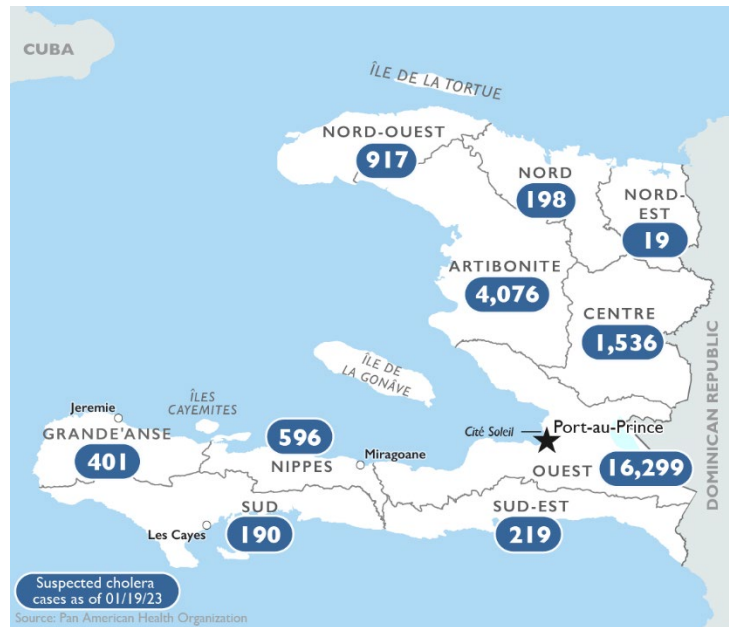 CUBA
ÎLE DE LA TORTUE
NORD-OUEST
917
NORD
198
NORD-
EST
19
ARTIBONITE
4,076
CENTRE
1,536
ÎLE DE
LA GONÂVE
Jeremie
ÎLES
CAYEMITES
GRANDE'ANSE
401
596
NIPPES
Miragoane
Cité Soleil
Port-au-Prince
OUEST
16,299
DOMINICAN REPUBLIC
SUD
190
Les Cayes
SUD-EST
219
Suspected cholera
cases as of 01/19/23
Source: Pan American Health Organization